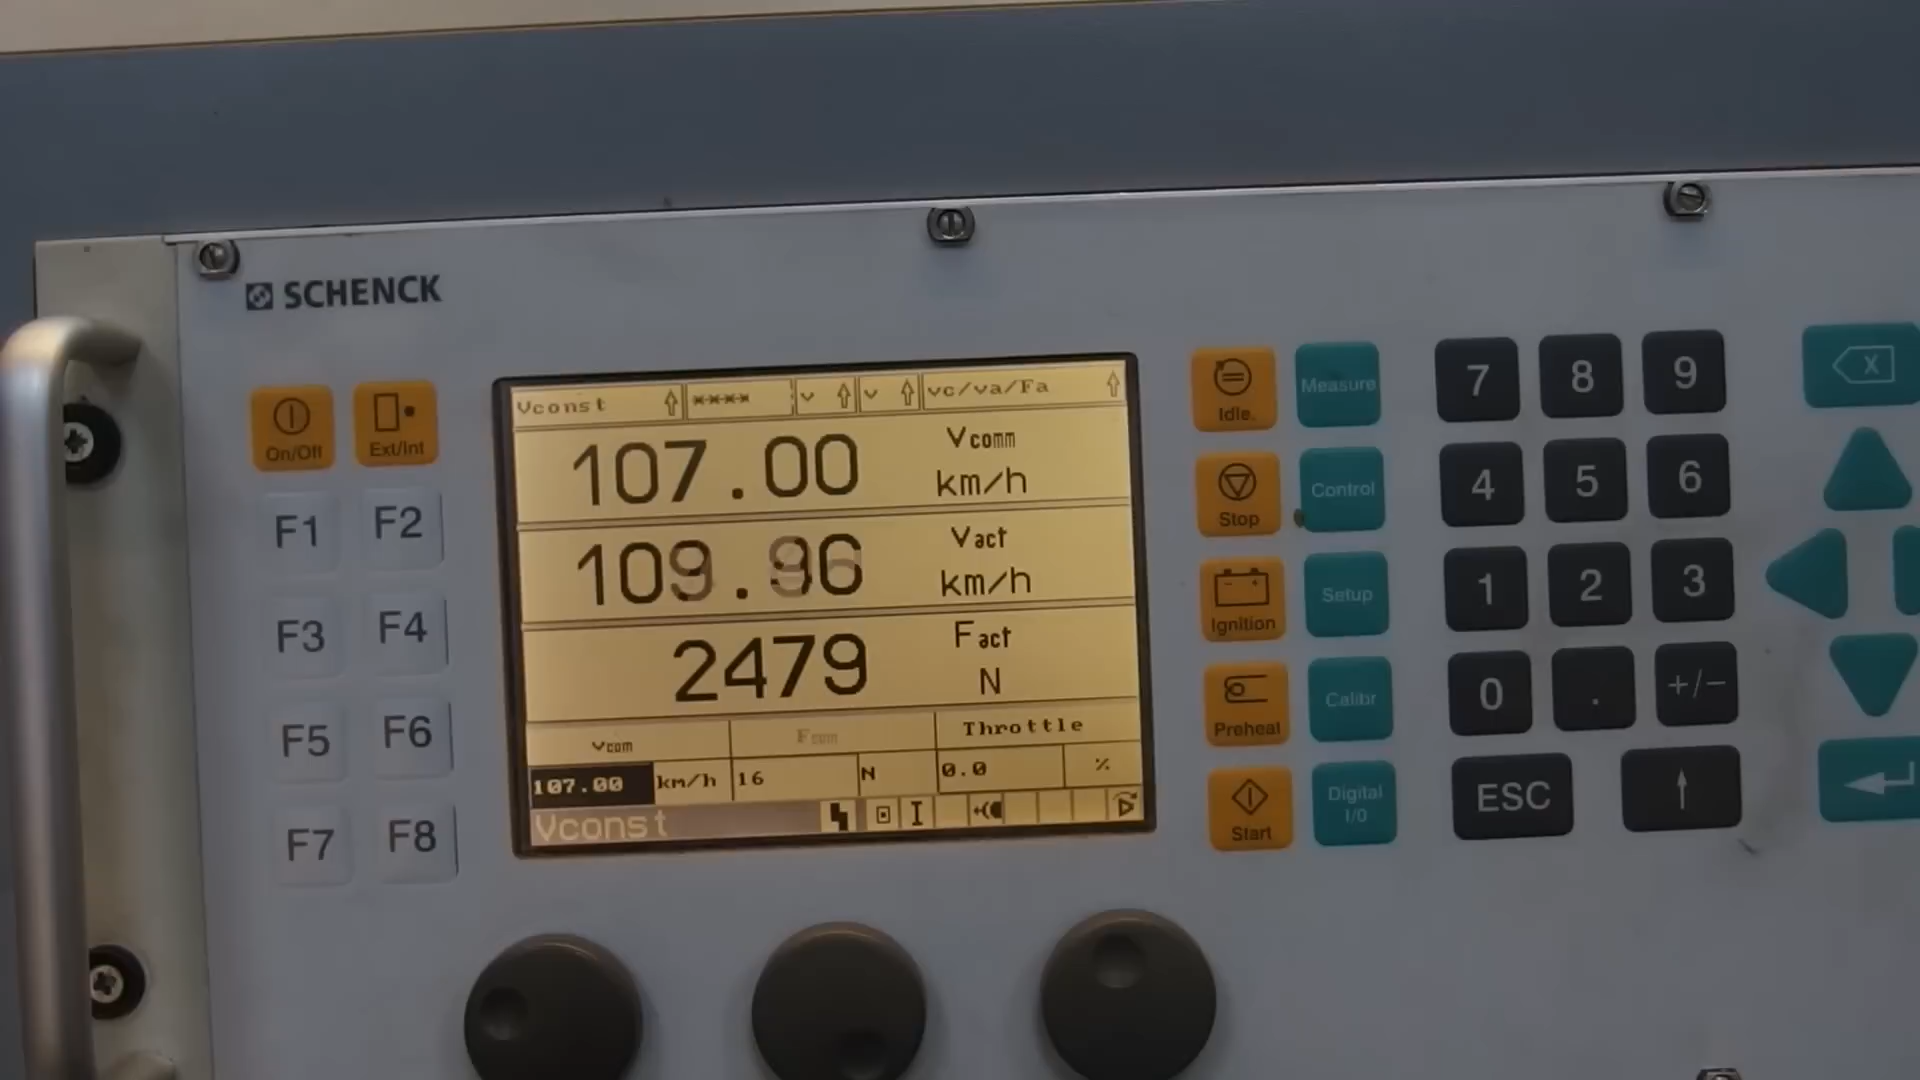 SCHENCK
Vconst **** v v vc/va/Fa
107.00 Vcomm km/h
Vact km/h
2479 Fact N
Vcom Fcom Throttle
107.00 km/h 16 N 0.0 %
Vconst
On/Off Ext/Int
F1 F2
F3 F4
F5 F6
F7 F8
Idle. Measure
Stop Control
Ignition Setup
Preheat Calibr
Start Digital I/0
7 8 9 X
4 5 6
1 2 3
0 . +/-
ESC